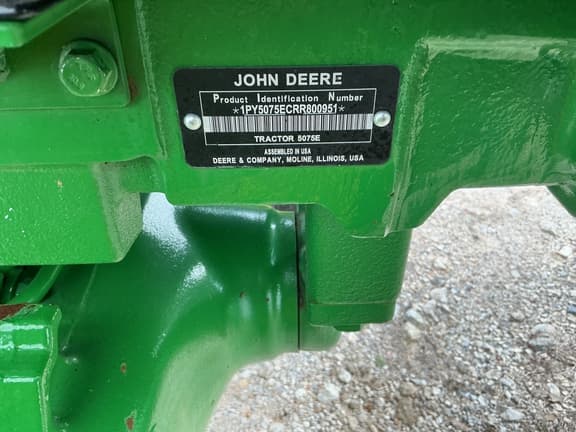 JOHN DEERE
Product Identification Number
*1PY5075ECRR800951*
TRACTOR 5075E
ASSEMBLED IN USA
DEERE & COMPANY, MOLINE, ILLINOIS, USA